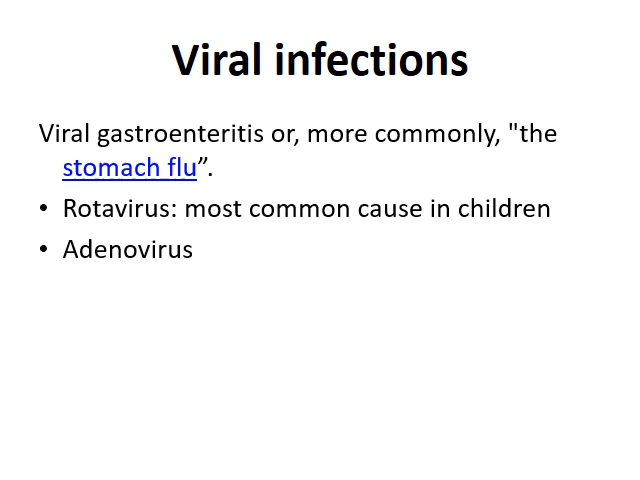 Viral infections
Viral gastroenteritis or, more commonly, "the
stomach flu”.
• Rotavirus: most common cause in children
• Adenovirus